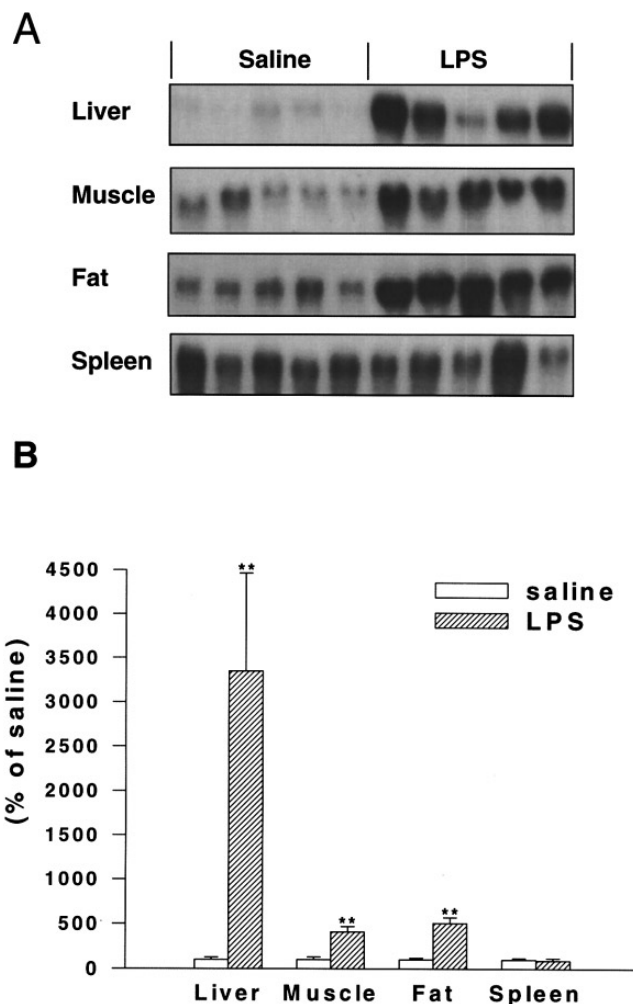 A
Saline LPS
Liver
Muscle
Fat
Spleen
B
(% of saline)
4500
4000
3500
3000
2500
2000
1500
1000
500
0
saline
LPS
**
**
**
Liver Muscle Fat Spleen